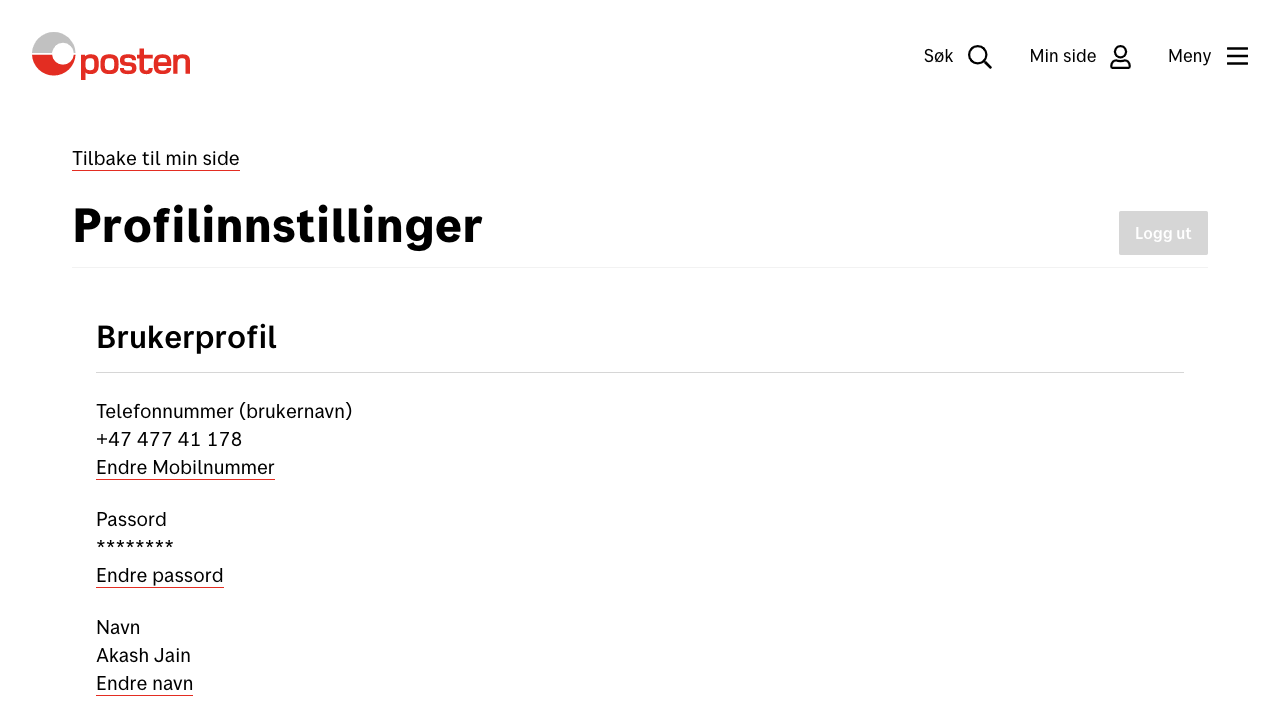 posten
Søk
Min side
Meny
Tilbake til min side
Profilinnstillinger
Logg ut
Brukerprofil
Telefonnummer (brukernavn)
+47 477 41 178
Endre Mobilnummer
Passord
********
Endre passord
Navn
Akash Jain
Endre navn